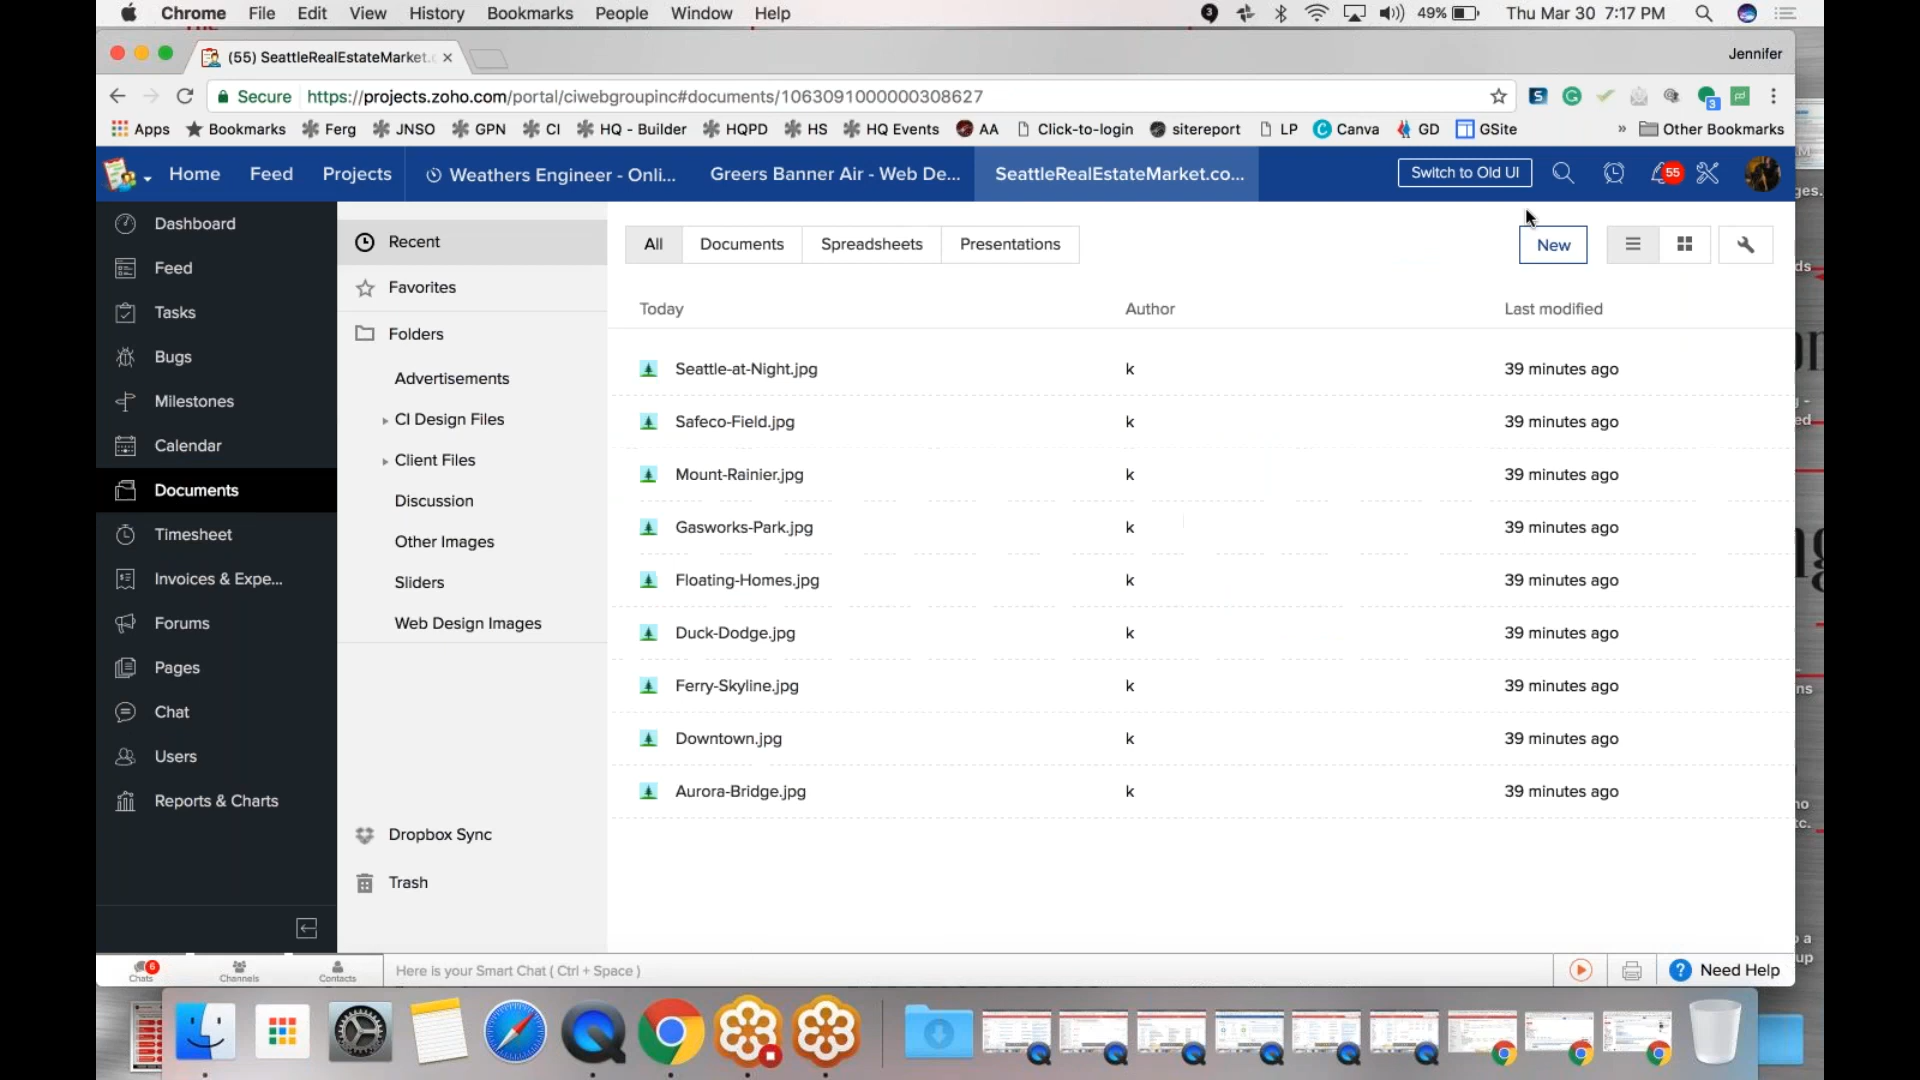 Chrome File Edit View History Bookmarks People Window Help
3 49% Thu Mar 30 7:17 PM
(55) SeattleRealEstateMarket.c
Jennifer
Secure https://projects.zoho.com/portal/ciwebgroupinc#documents/1063091000000308627
3
Apps Bookmarks Ferg JNSO GPN CI HQ - Builder HQPD HS HQ Events AA Click-to-login sitereport LP Canva GD GSite » Other Bookmarks
Home Feed Projects Weathers Engineer - Onli... Greers Banner Air - Web De... SeattleRealEstateMarket.co... Switch to Old UI 55
Dashboard
Feed
Tasks
Bugs
Milestones
Calendar
Documents
Timesheet
Invoices & Expe...
Forums
Pages
Chat
Users
Reports & Charts
Recent
Favorites
Folders
Advertisements
CI Design Files
Client Files
Discussion
Other Images
Sliders
Web Design Images
Dropbox Sync
Trash
All Documents Spreadsheets Presentations New
Today Author Last modified
Seattle-at-Night.jpg k 39 minutes ago
Safeco-Field.jpg k 39 minutes ago
Mount-Rainier.jpg k 39 minutes ago
Gasworks-Park.jpg k 39 minutes ago
Floating-Homes.jpg k 39 minutes ago
Duck-Dodge.jpg k 39 minutes ago
Ferry-Skyline.jpg k 39 minutes ago
Downtown.jpg k 39 minutes ago
Aurora-Bridge.jpg k 39 minutes ago
6
Chats Channels Contacts Here is your Smart Chat ( Ctrl + Space ) Need Help